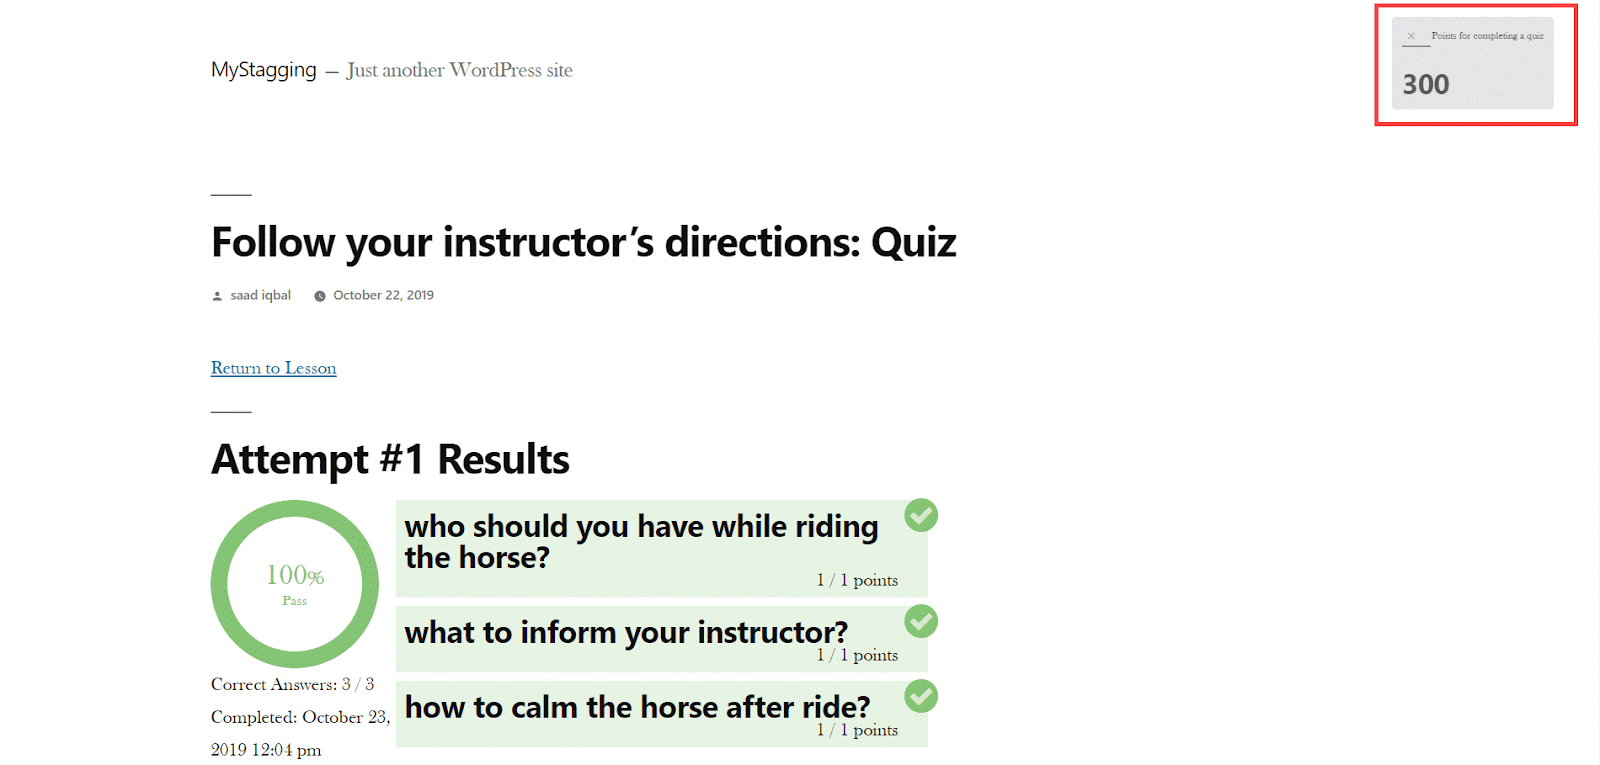 MyStagging — Just another WordPress site
× Points for completing a quiz
300
Follow your instructor’s directions: Quiz
saad iqbal October 22, 2019
Return to Lesson
Attempt #1 Results
100%
Pass
Correct Answers: 3 / 3
Completed: October 23,
2019 12:04 pm
who should you have while riding
the horse?
1 / 1 points
what to inform your instructor?
1 / 1 points
how to calm the horse after ride?
1 / 1 points